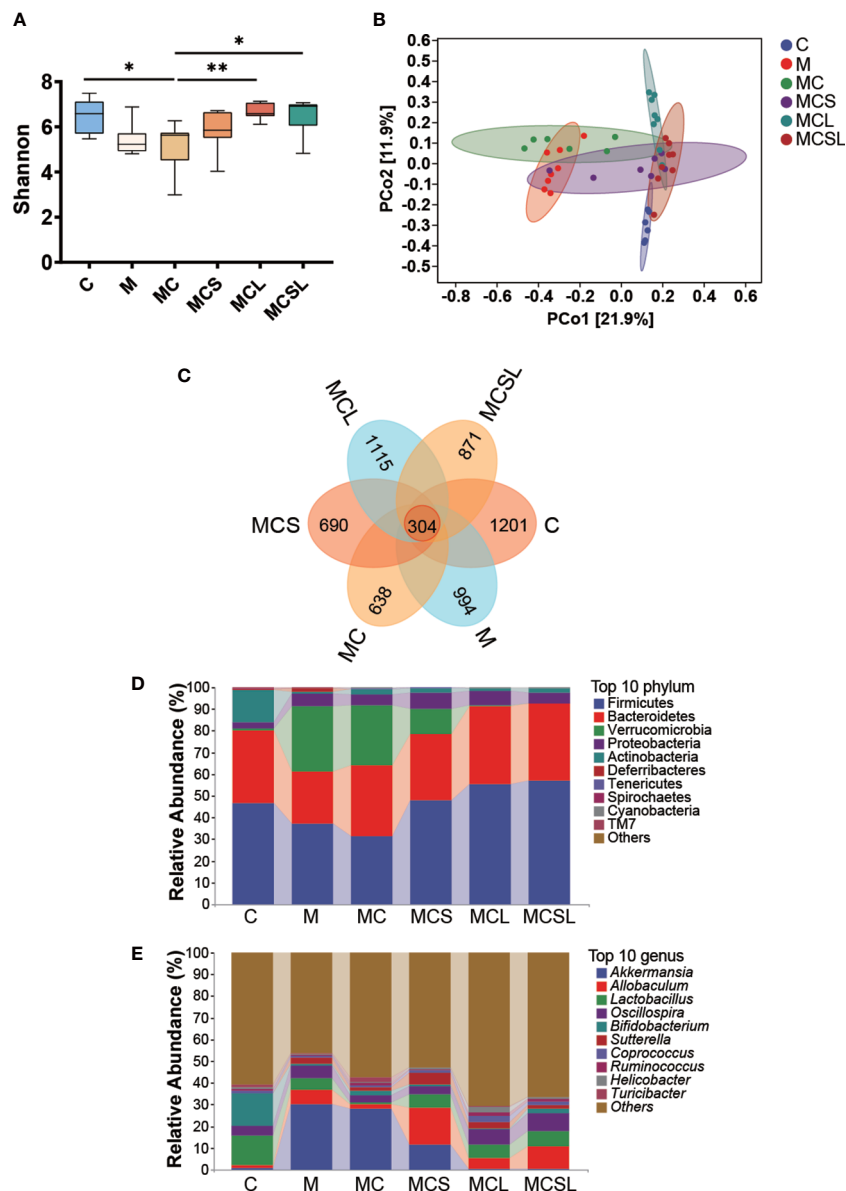 A
*
*
**
Shannon
8
6
4
2
0
C
M
MC
MCS
MCL
MCSL
B
0.6
0.5
0.4
0.3
0.2
0.1
0.0
-0.1
-0.2
-0.3
-0.4
-0.5
PCo2 [11.9%]
-0.8
-0.6
-0.4
-0.2
0.0
0.2
0.4
0.6
PCo1 [21.9%]
C
M
MC
MCS
MCL
MCSL
C
MCL
MCSL
1115
871
MCS
690
304
1201
C
638
994
MC
M
D
Relative Abundance (%)
100
90
80
70
60
50
40
30
20
10
0
C
M
MC
MCS
MCL
MCSL
Top 10 phylum
Firmicutes
Bacteroidetes
Verrucomicrobia
Proteobacteria
Actinobacteria
Deferribacteres
Tenericutes
Spirochaetes
Cyanobacteria
TM7
Others
E
Relative Abundance (%)
100
90
80
70
60
50
40
30
20
10
0
C
M
MC
MCS
MCL
MCSL
Top 10 genus
Akkermansia
Allobaculum
Lactobacillus
Oscillospira
Bifidobacterium
Sutterella
Coprococcus
Ruminococcus
Helicobacter
Turicibacter
Others